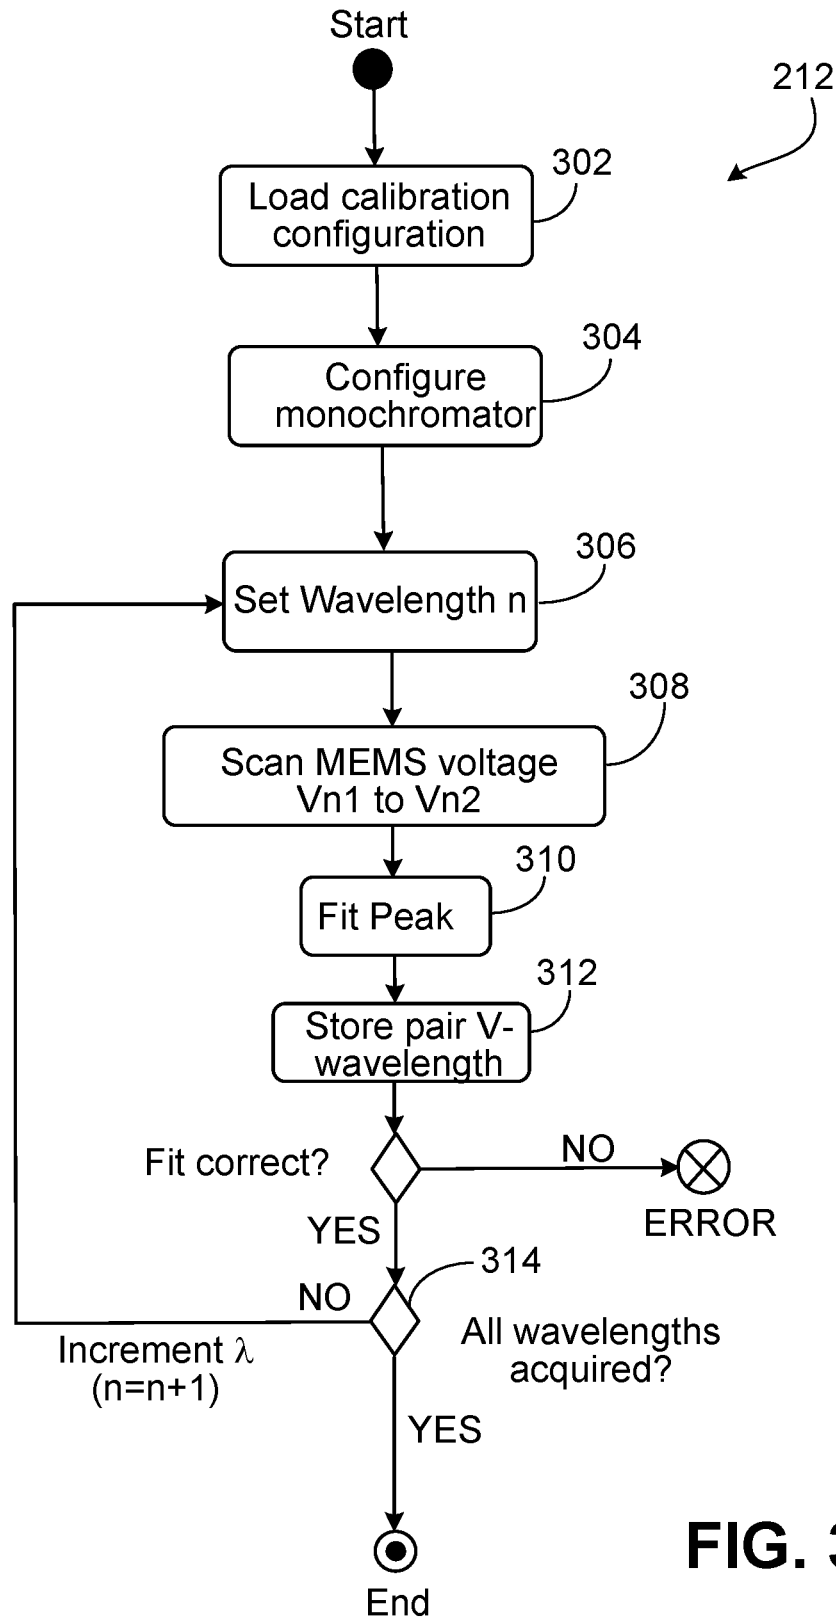 Start
212
302
Load calibration
configuration
304
Configure
monochromator
306
Set Wavelength n
308
Scan MEMS voltage
Vn1 to Vn2
310
Fit Peak
312
Store pair V-
wavelength
Fit correct?
NO
ERROR
YES
314
NO
All wavelengths
acquired?
Increment λ
(n=n+1)
YES
FIG. 3
End